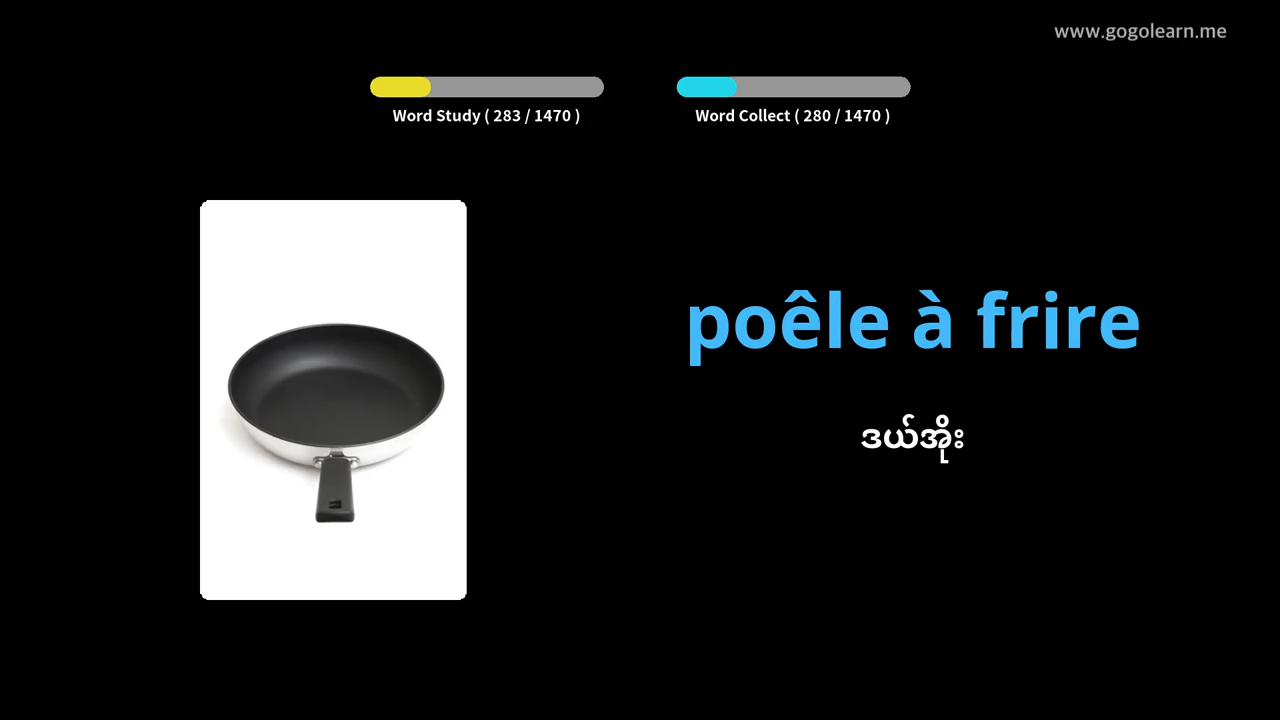 www.gogolearn.me
Word Study ( 283 / 1470 )
Word Collect ( 280 / 1470 )
poêle à frire
ဒယ်အိုး